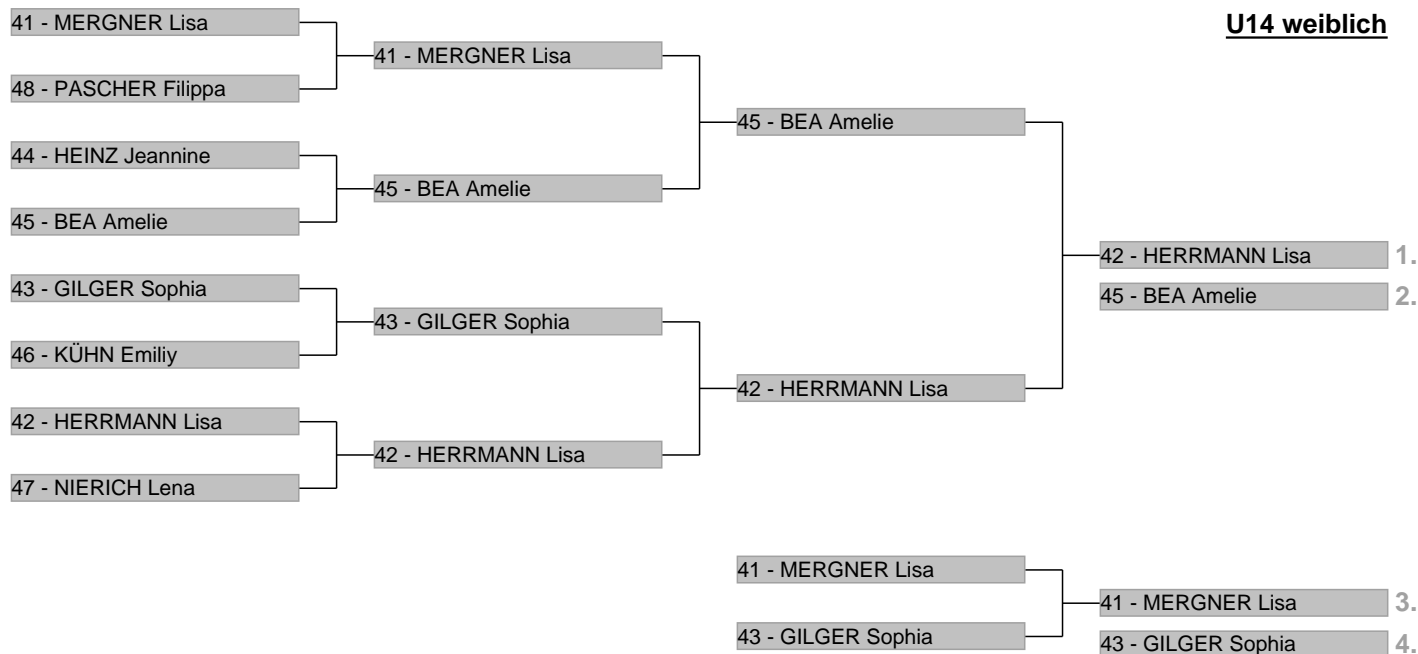 U14 weiblich
41 - MERGNER Lisa
48 - PASCHER Filippa
44 - HEINZ Jeannine
45 - BEA Amelie
43 - GILGER Sophia
46 - KÜHN Emiliy
42 - HERRMANN Lisa
47 - NIERICH Lena
41 - MERGNER Lisa
45 - BEA Amelie
43 - GILGER Sophia
42 - HERRMANN Lisa
45 - BEA Amelie
42 - HERRMANN Lisa
42 - HERRMANN Lisa 1.
45 - BEA Amelie 2.
41 - MERGNER Lisa
43 - GILGER Sophia
41 - MERGNER Lisa 3.
43 - GILGER Sophia 4.